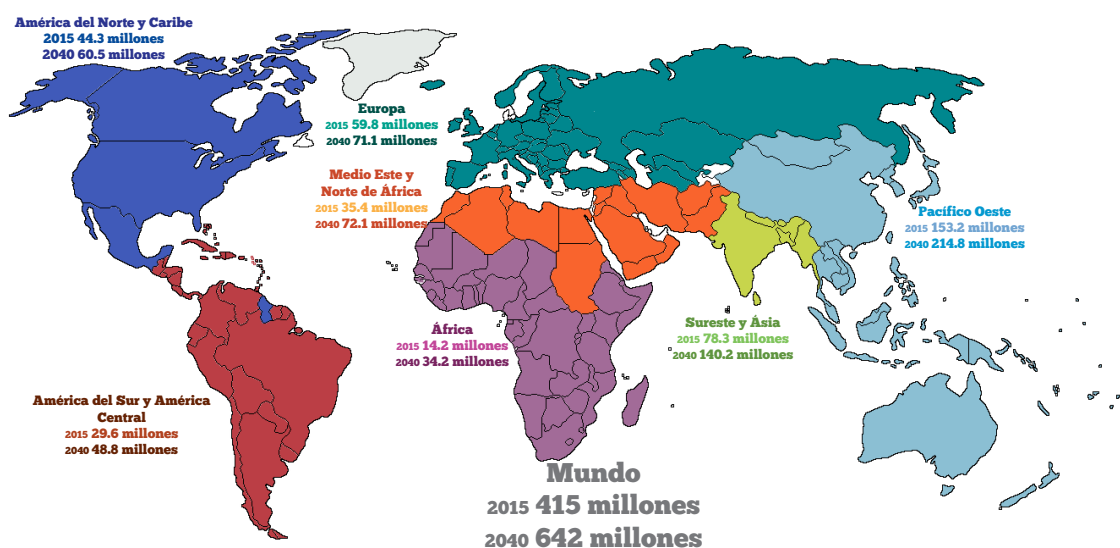 América del Norte y Caribe
2015 44.3 millones
2040 60.5 millones
Europa
2015 59.8 millones
2040 71.1 millones
Medio Este y
Norte de África
2015 35.4 millones
2040 72.1 millones
Pacífico Oeste
2015 153.2 millones
2040 214.8 millones
África
2015 14.2 millones
2040 34.2 millones
Sureste y Ásia
2015 78.3 millones
2040 140.2 millones
América del Sur y América
Central
2015 29.6 millones
2040 48.8 millones
Mundo
2015 415 millones
2040 642 millones